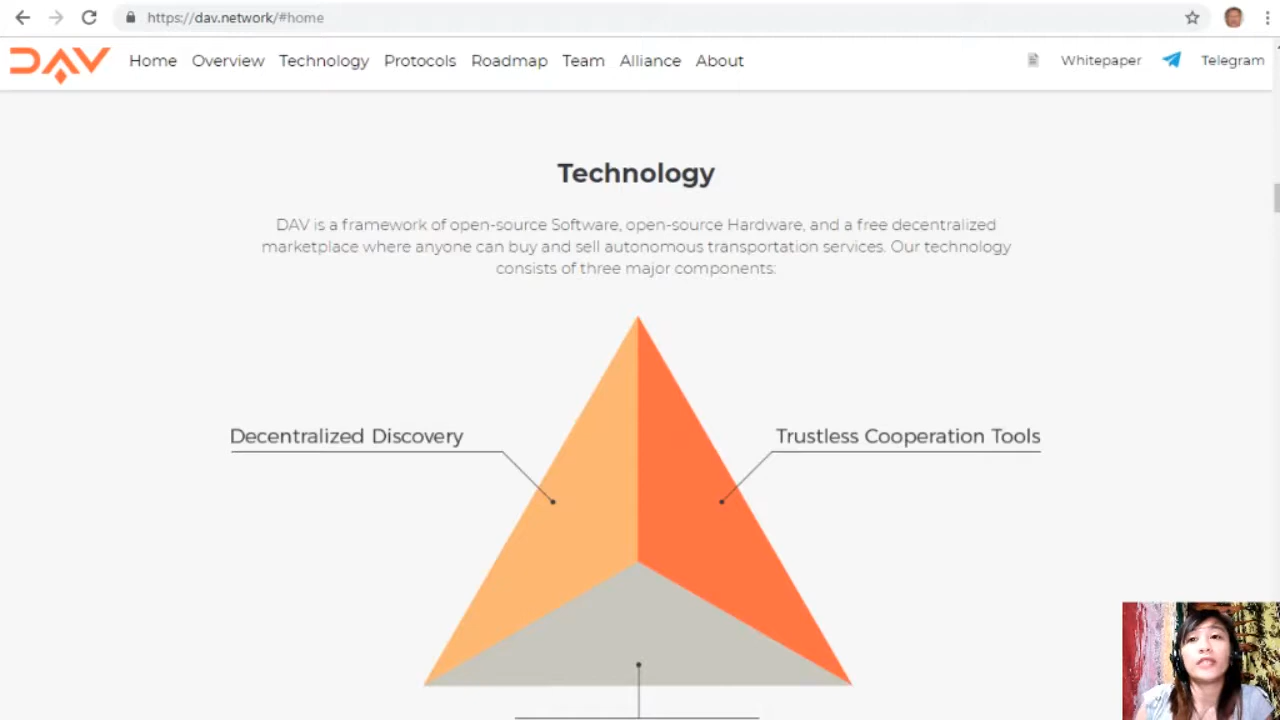 https://dav.network/#home
DAV Home Overview Technology Protocols Roadmap Team Alliance About Whitepaper Telegram
Technology
DAV is a framework of open-source Software, open-source Hardware, and a free decentralized
marketplace where anyone can buy and sell autonomous transportation services. Our technology
consists of three major components:
Decentralized Discovery
Trustless Cooperation Tools